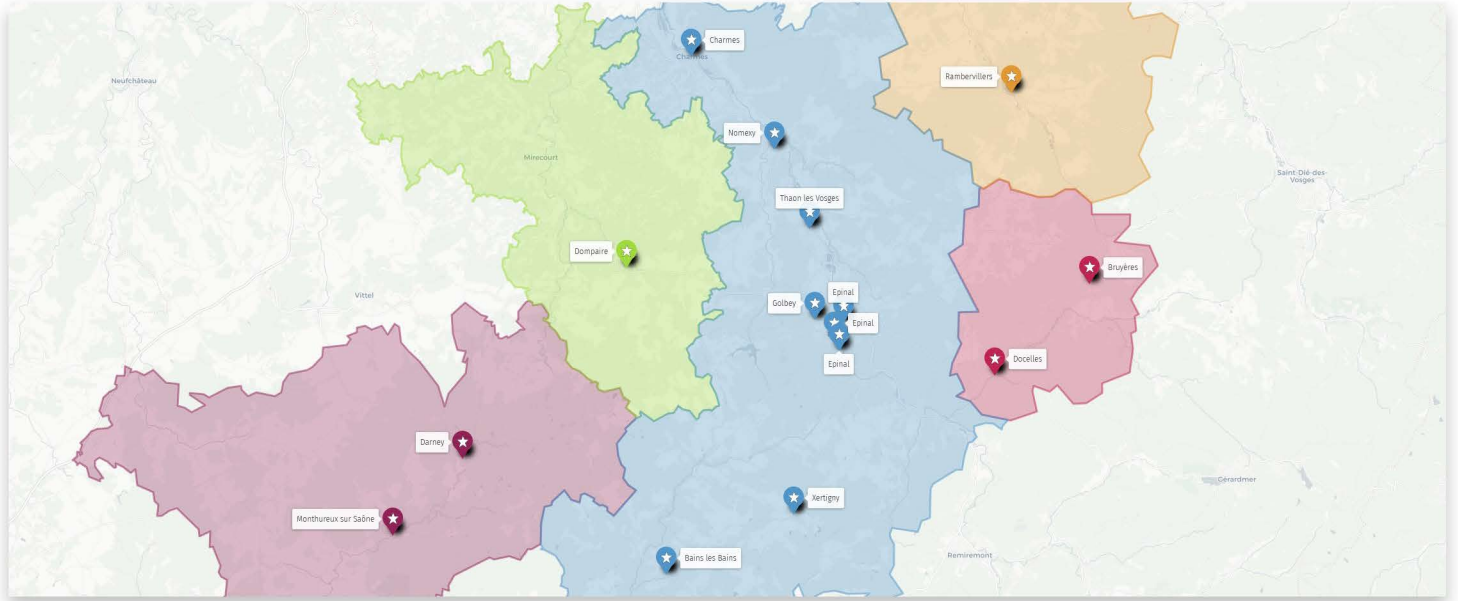 Charmes
Charmes
Rambervillers
Neufchâteau
Nomexy
Mirecourt
Saint-Dié-des-
Vosges
Thaon les Vosges
Dompaire
Bruyères
Vittel
Epinal
Golbey
Epinal
Docelles
Epinal
Darney
Gérardmer
Xertigny
Monthureux sur Saône
Bains les Bains
Remiremont